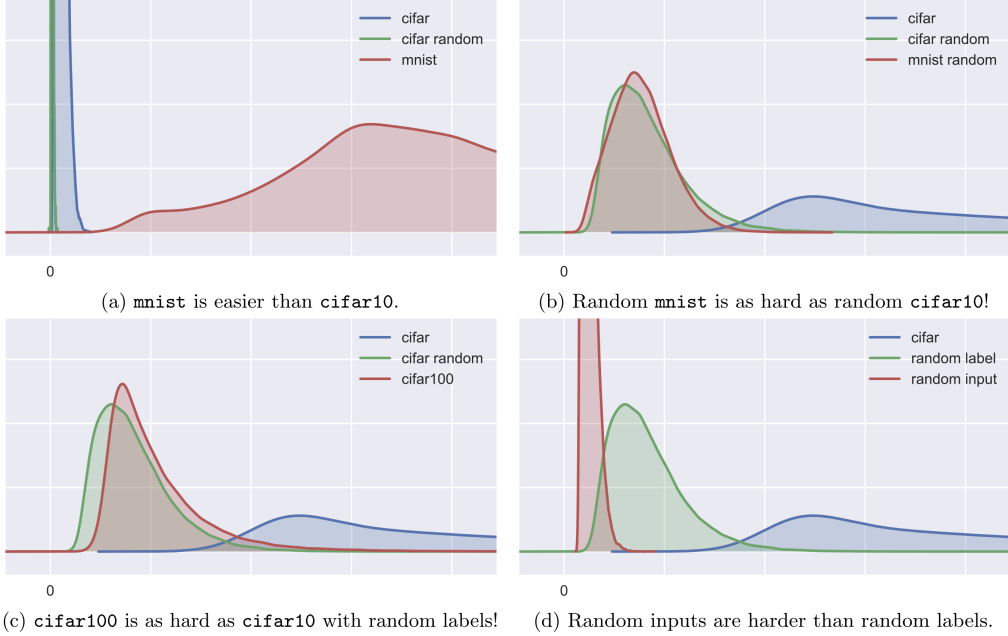 cifar
cifar random
mnist
0
(a) mnist is easier than cifar10.
cifar
cifar random
mnist random
0
(b) Random mnist is as hard as random cifar10!
cifar
cifar random
cifar100
0
(c) cifar100 is as hard as cifar10 with random labels!
cifar
random label
random input
0
(d) Random inputs are harder than random labels.